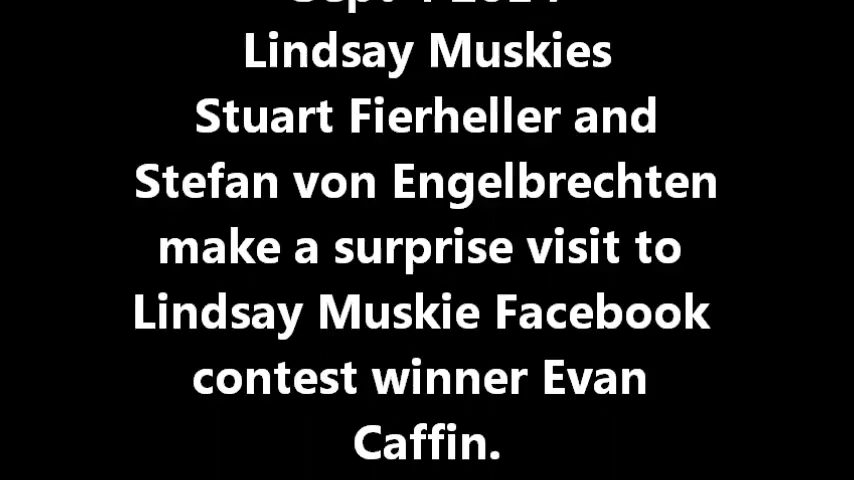 Lindsay Muskies
Stuart Fierheller and
Stefan von Engelbrechten
make a surprise visit to
Lindsay Muskie Facebook
contest winner Evan
Caffin.